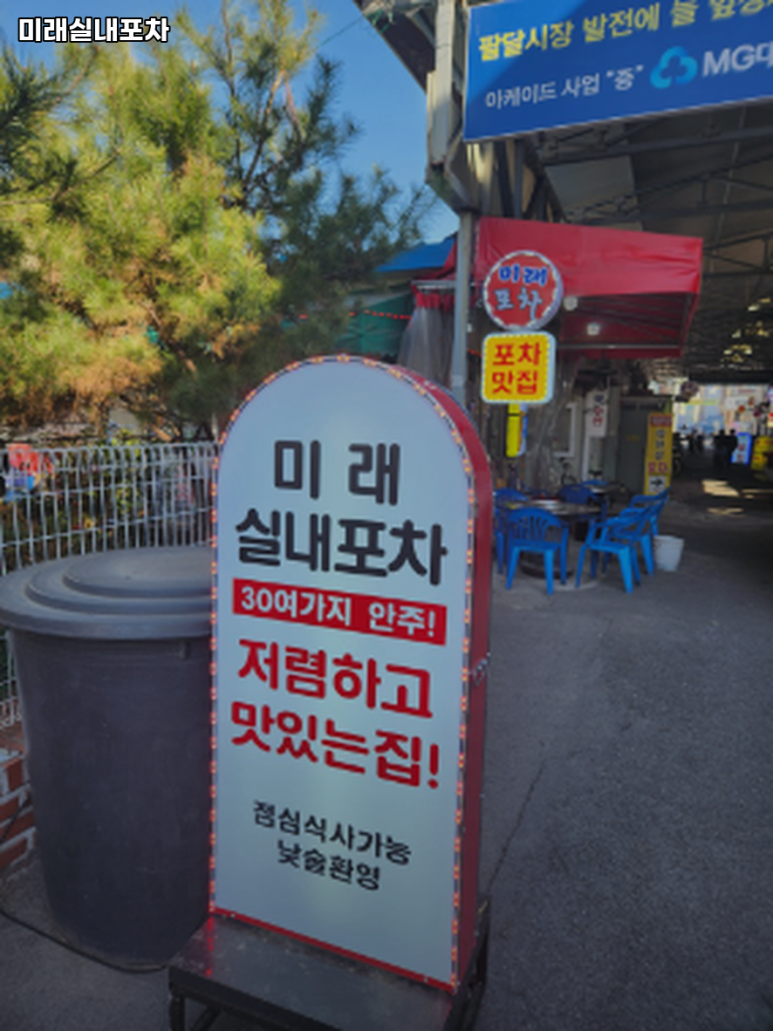 미래실내포차
팔달시장 발전에 늘
아케이드 사업 "증"
MG
미래
포차
포차
맛집
미 래
실내포차
30여가지 안주!
저렴하고
맛있는집!
점심식사가능
낮술환영